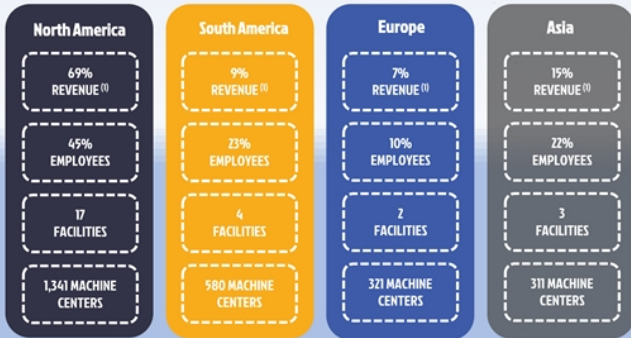 North America
69%
REVENUE (1)
45%
EMPLOYEES
17
FACILITIES
1,341 MACHINE
CENTERS
South America
9%
REVENUE (1)
23%
EMPLOYEES
4
FACILITIES
580 MACHINE
CENTERS
Europe
7%
REVENUE (1)
10%
EMPLOYEES
2
FACILITIES
321 MACHINE
CENTERS
Asia
15%
REVENUE (1)
22%
EMPLOYEES
3
FACILITIES
311 MACHINE
CENTERS